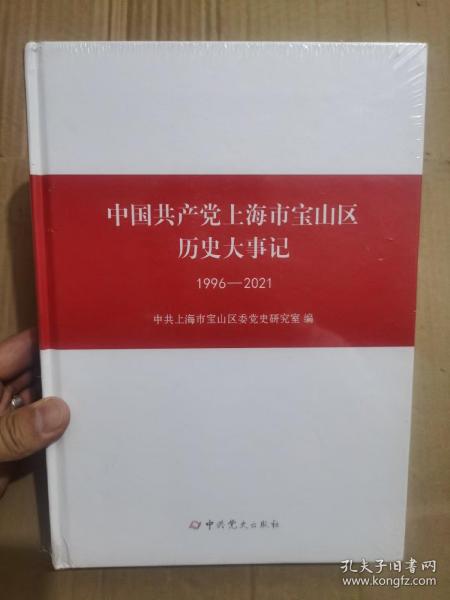 中国共产党上海市宝山区
历史大事记
1996—2021
中共上海市宝山区委党史研究室 编
中共党史出版社
孔夫子旧书网
www.kongfz.com